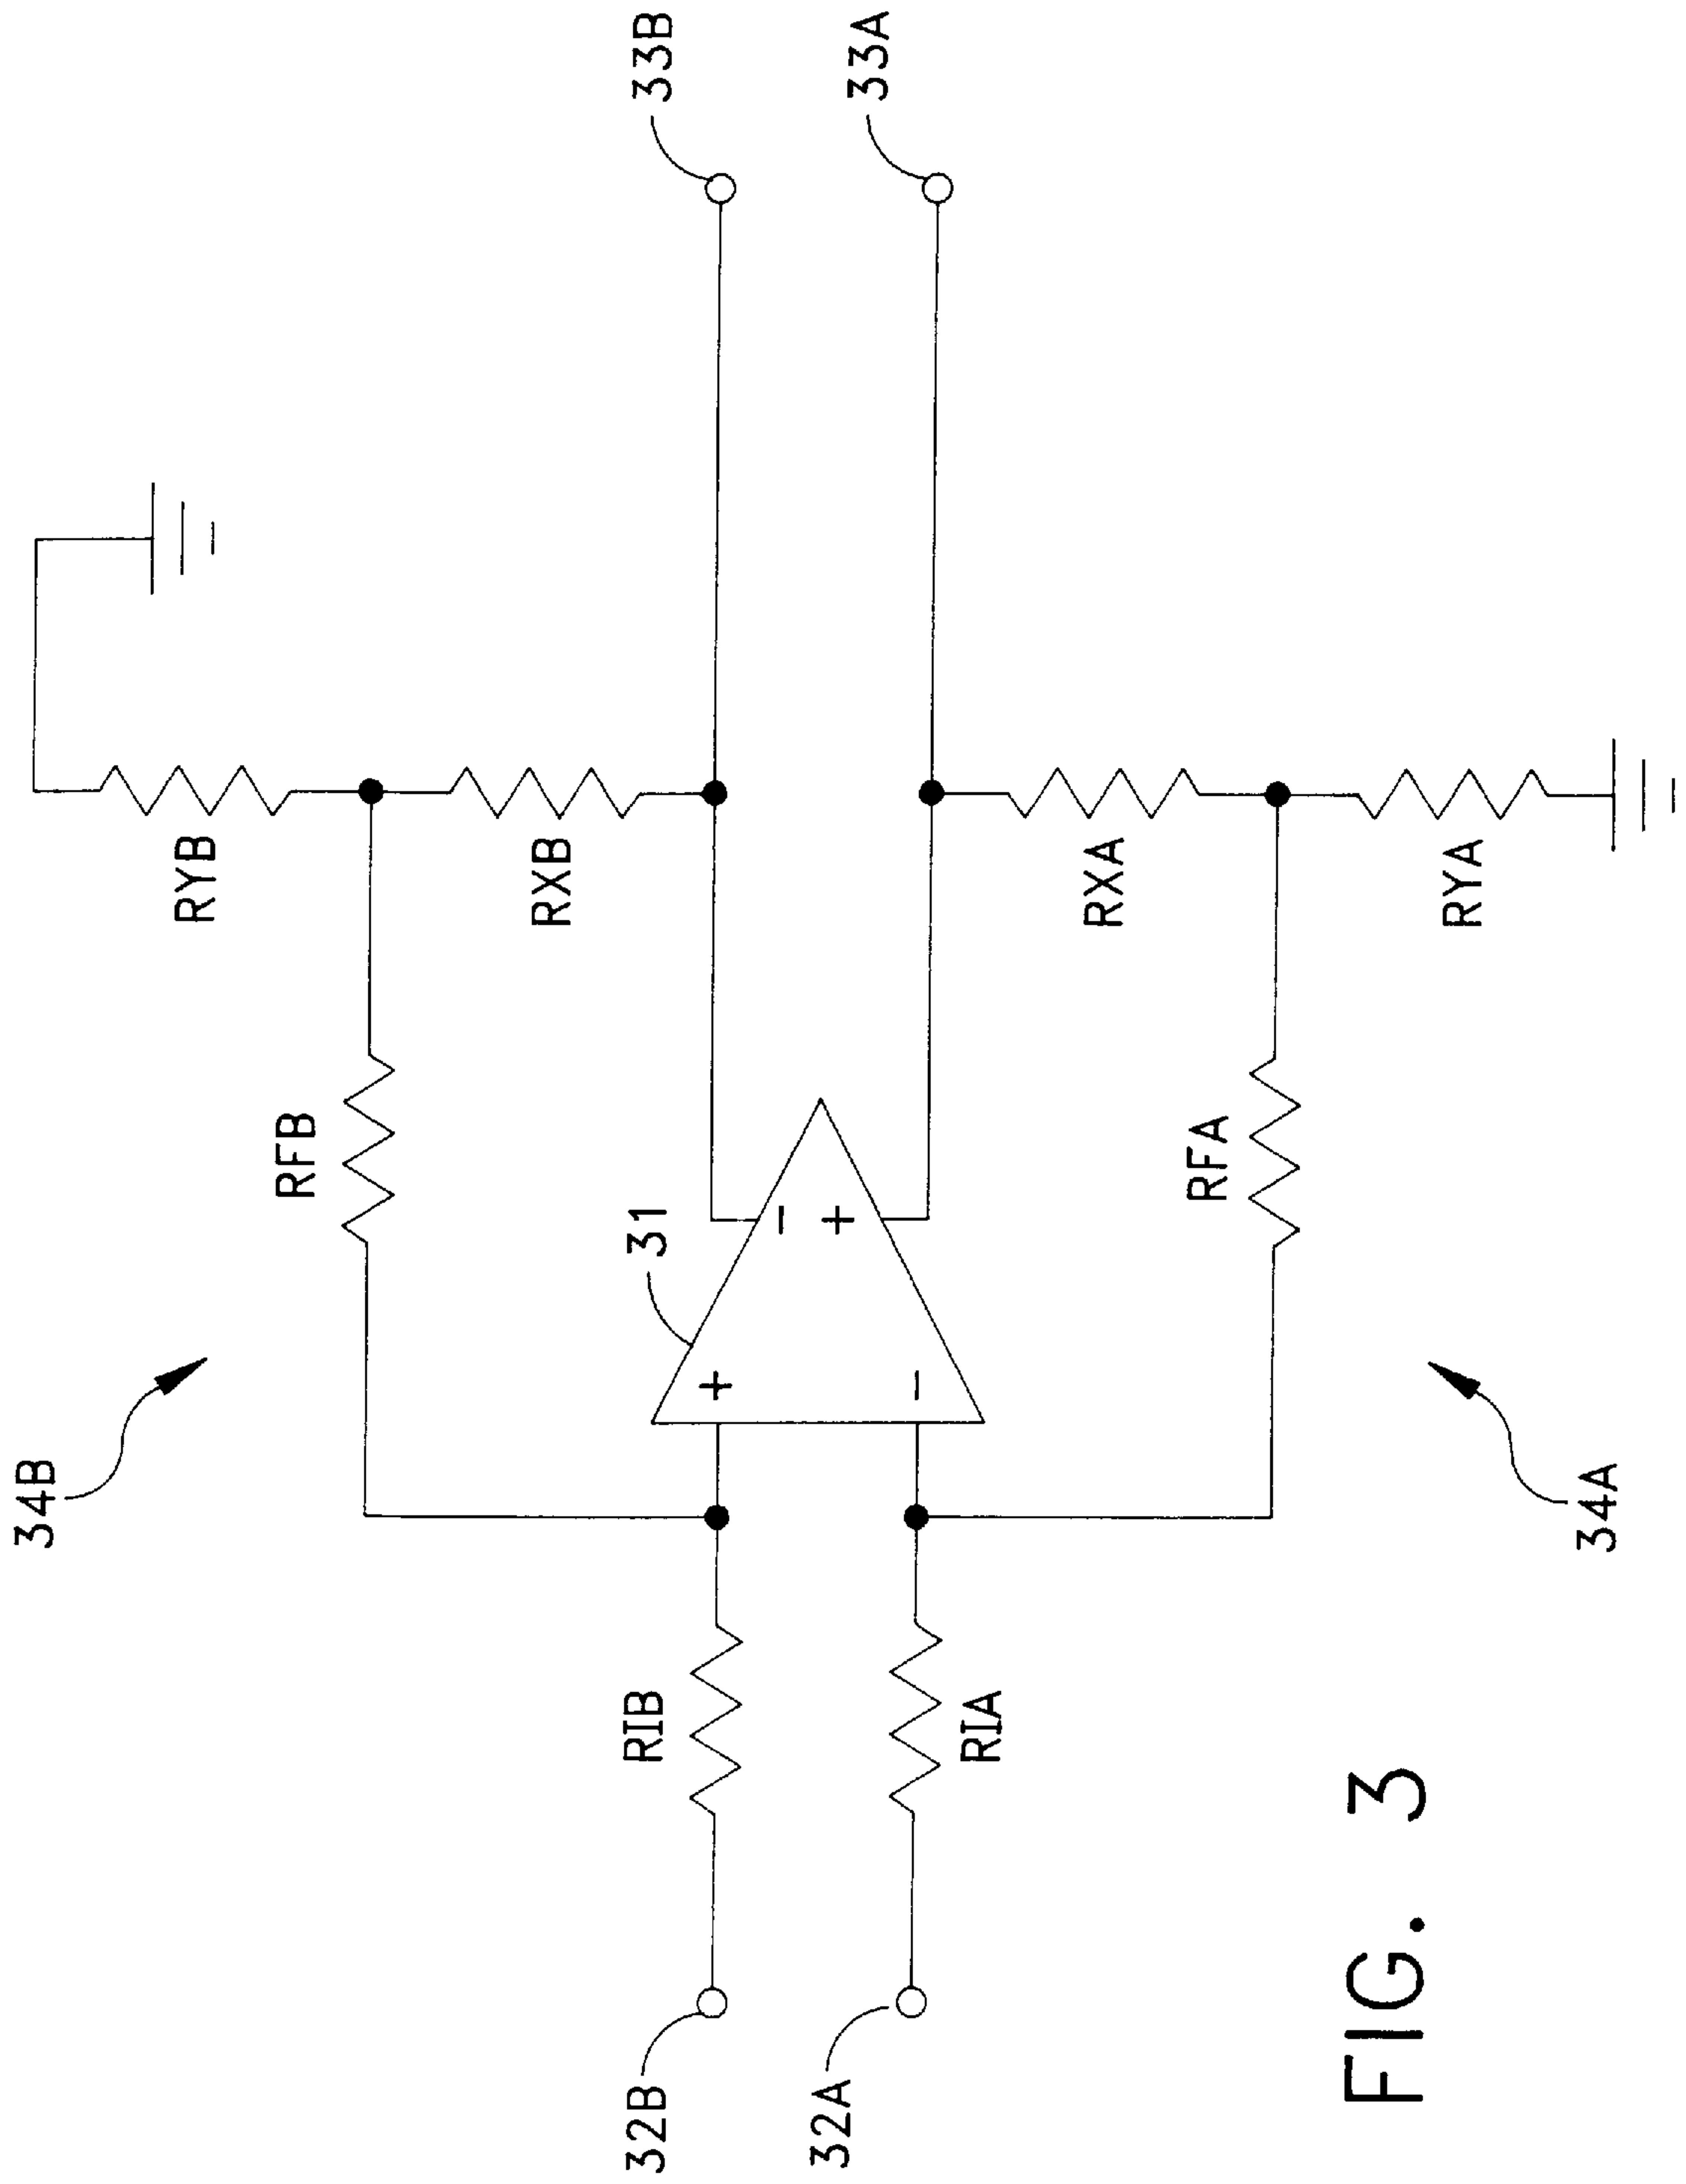 34B
RFB
RYB
RXB
33B
32B
RIB
31
+
-
-
+
33A
32A
RIA
RXA
RFA
RYA
34A
FIG. 3